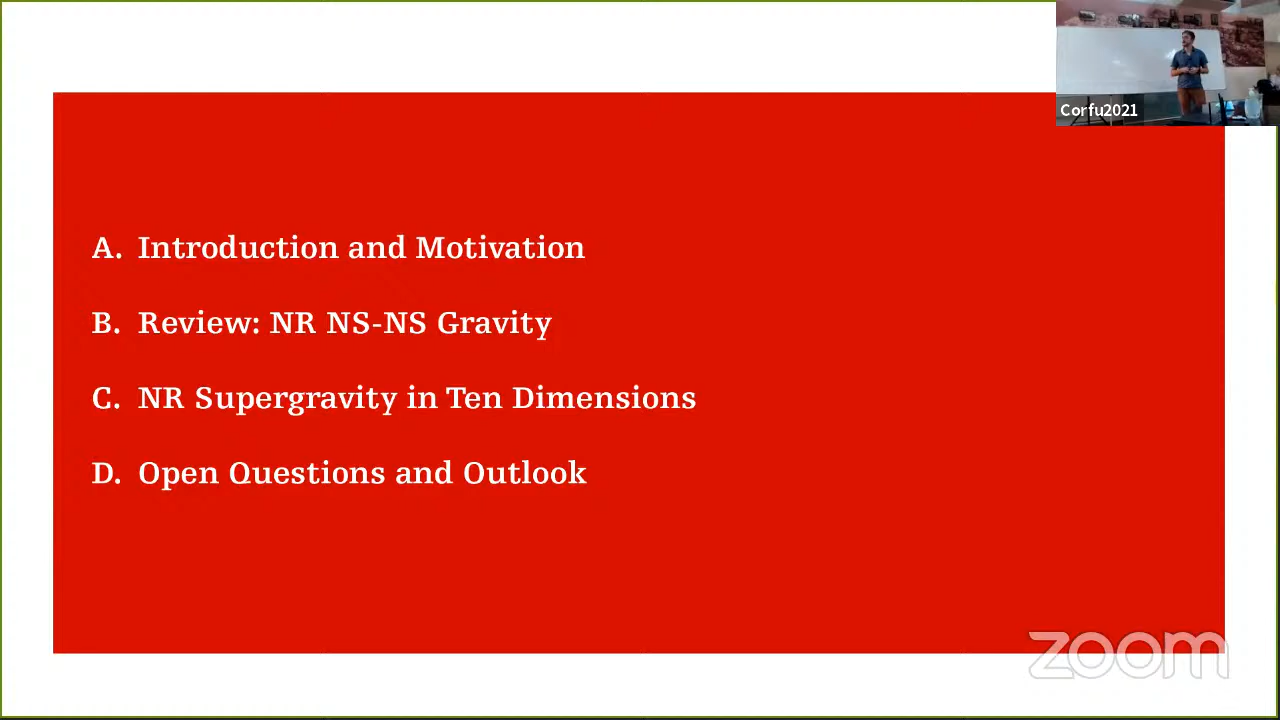 Corfu2021
A. Introduction and Motivation
B. Review: NR NS-NS Gravity
C. NR Supergravity in Ten Dimensions
D. Open Questions and Outlook
zoom